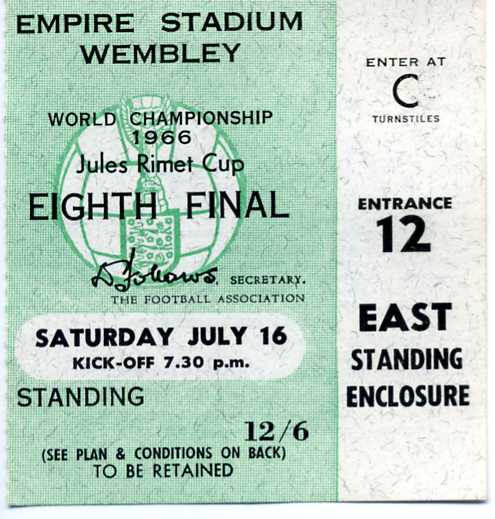 EMPIRE STADIUM
WEMBLEY
WORLD CHAMPIONSHIP
1966
Jules Rimet Cup
EIGHTH FINAL
D Follows, SECRETARY.
THE FOOTBALL ASSOCIATION
SATURDAY JULY 16
KICK-OFF 7.30 p.m.
STANDING
12/6
(SEE PLAN & CONDITIONS ON BACK)
TO BE RETAINED
ENTER AT
C
TURNSTILES
ENTRANCE
12
EAST
STANDING
ENCLOSURE